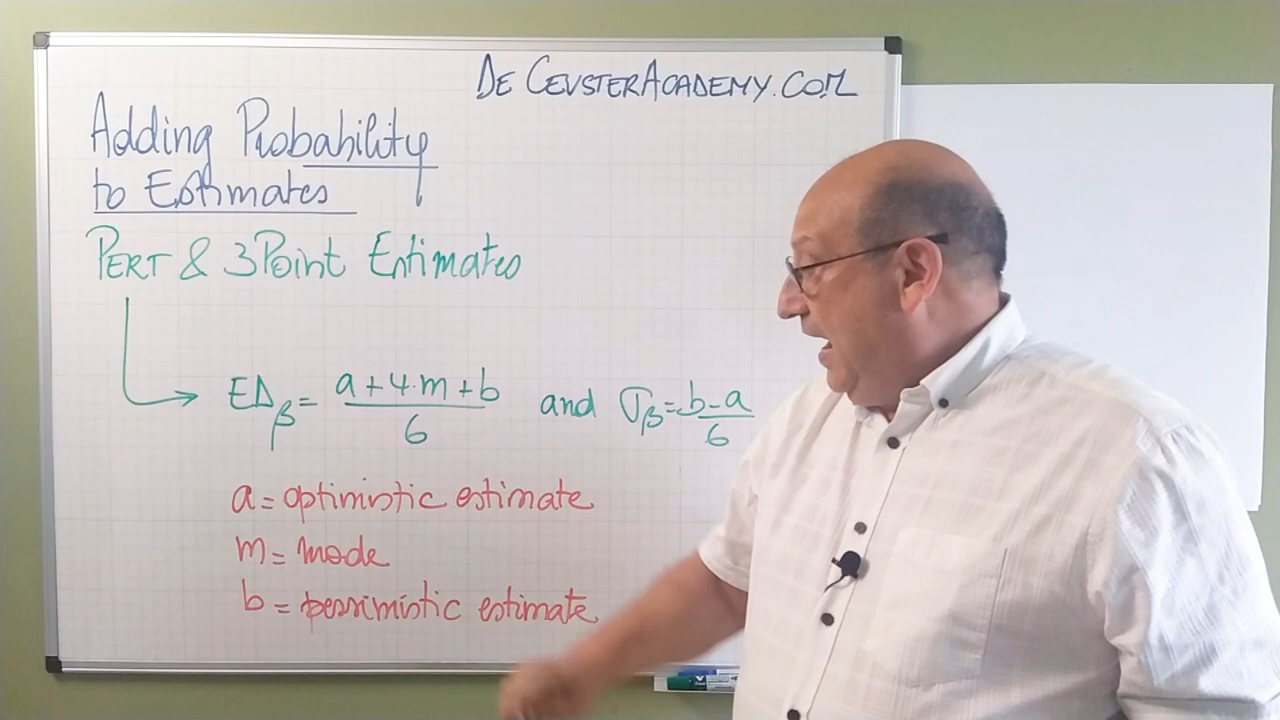 DE CEUSTERACADEMY.COM
Adding Probability
to Estimates
PERT & 3Point Estimates
ED_β = (a + 4·m + b)/6 and σ_β = (b - a)/6
a = optimistic estimate
m = mode
b = pessimistic estimate